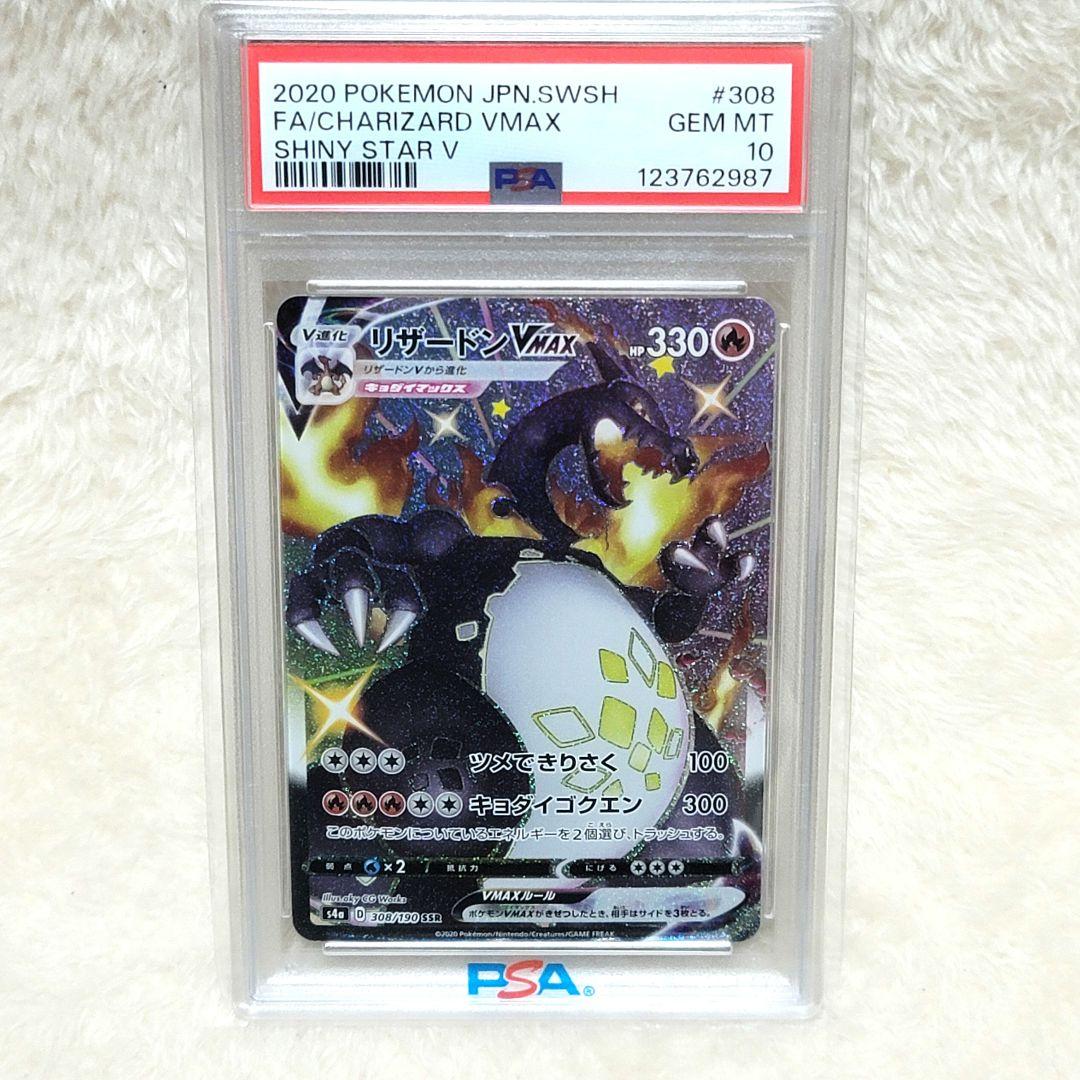 2020 POKEMON JPN.SWSH #308
FA/CHARIZARD VMAX GEM MT
SHINY STAR V 10
PSA 123762987
V進化 リザードンVMAX HP330
リザードンVから進化
キョダイマックス
ツメできりさく 100
キョダイゴクエン 300
このポケモンについているエネルギーを2個選び、トラッシュする。
弱点 ×2 抵抗力 にげる
Illus.aky CG Works
VMAXルール
s4a D 308/190 SSR ポケモンVMAXがきぜつしたとき、相手はサイドを3枚とる。
©2020 Pokémon/Nintendo/Creatures/GAME FREAK
PSA®